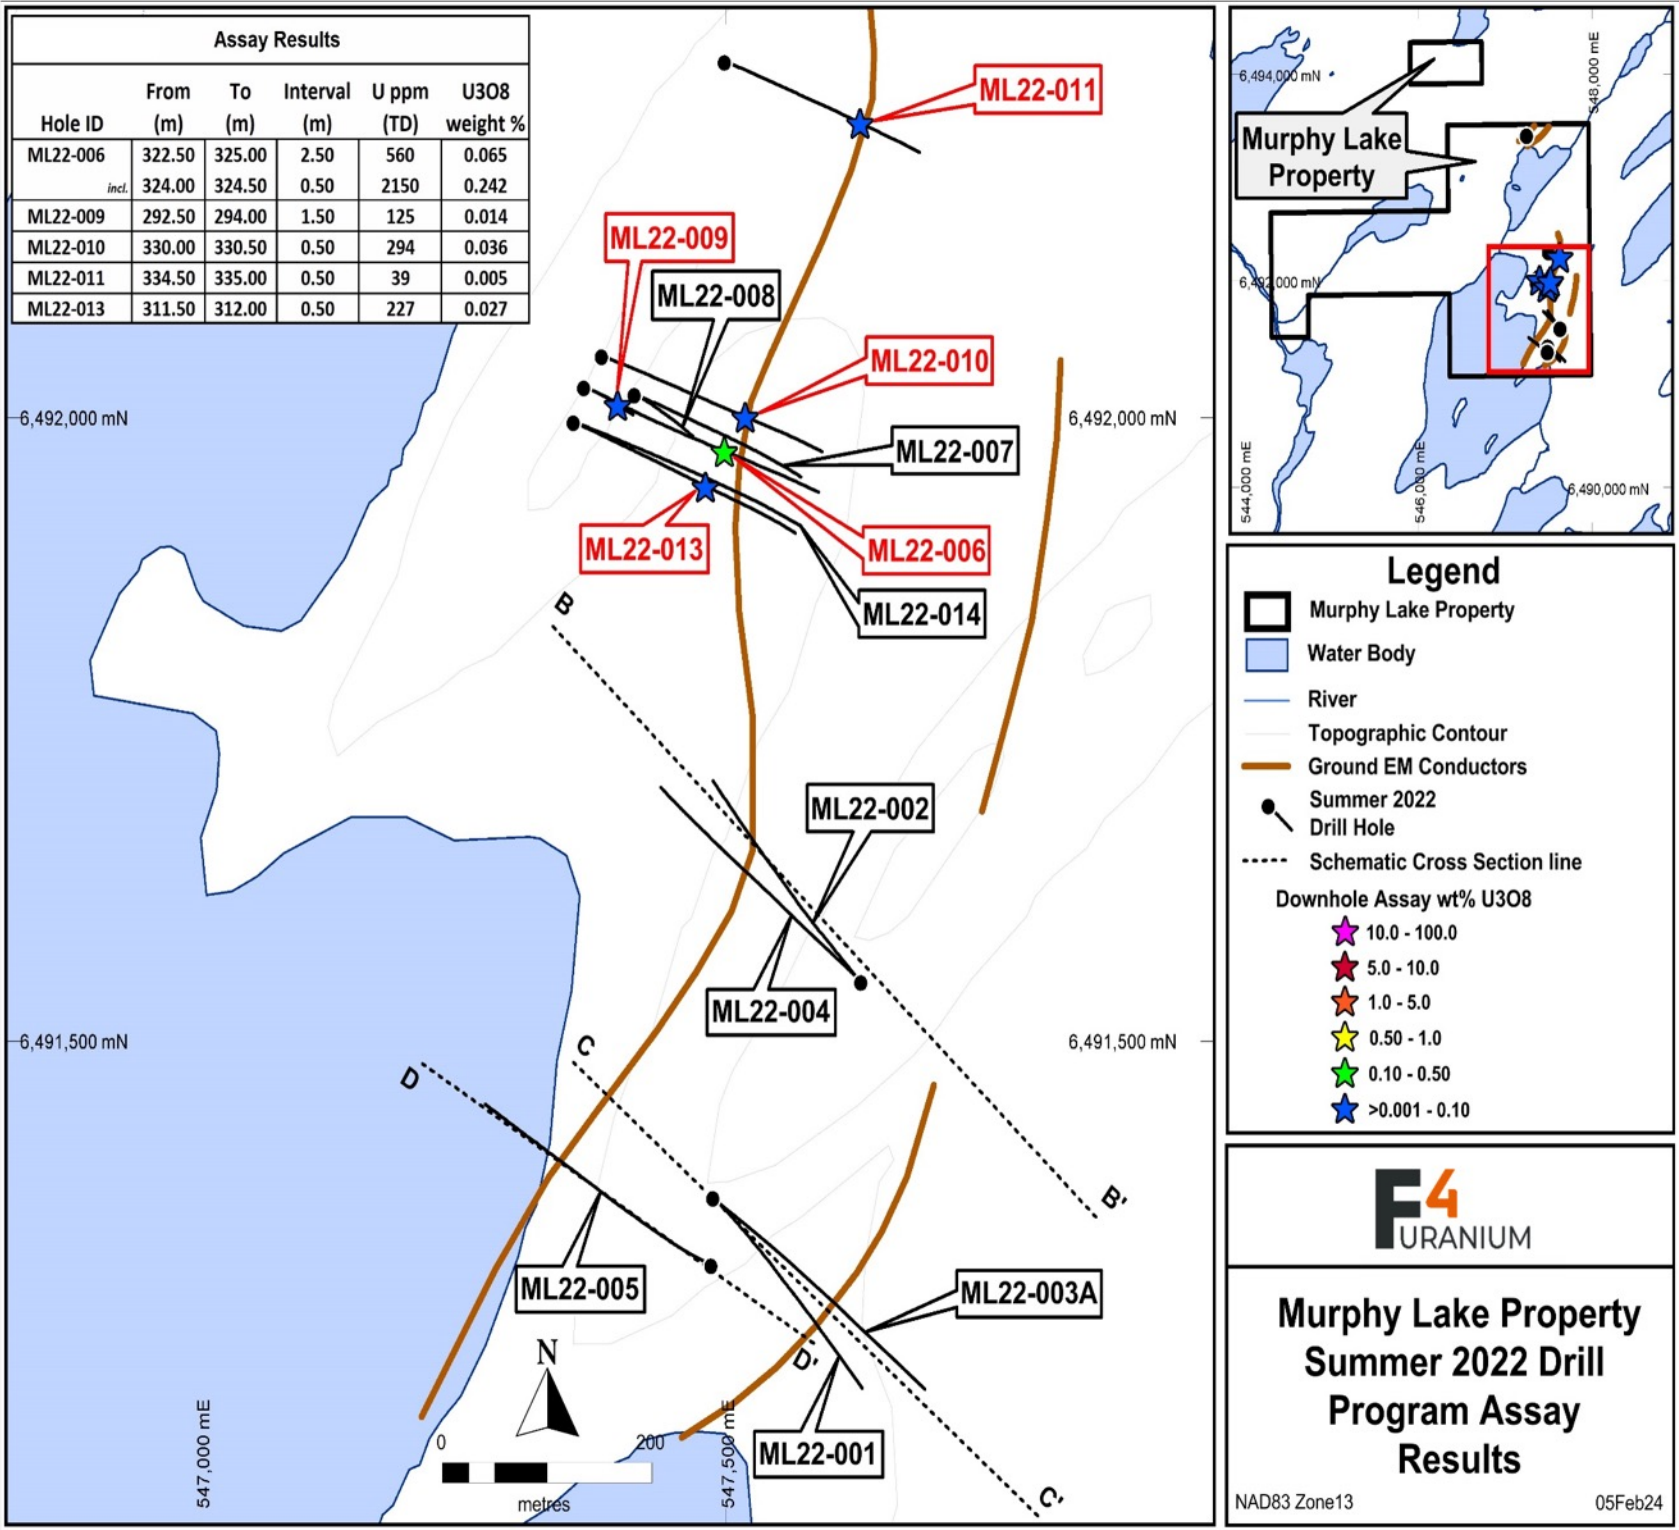 Assay Results
Hole ID From (m) To (m) Interval (m) U ppm (TD) U3O8 weight %
ML22-006 322.50 325.00 2.50 560 0.065
incl. 324.00 324.50 0.50 2150 0.242
ML22-009 292.50 294.00 1.50 125 0.014
ML22-010 330.00 330.50 0.50 294 0.036
ML22-011 334.50 335.00 0.50 39 0.005
ML22-013 311.50 312.00 0.50 227 0.027
ML22-011
ML22-009
ML22-008
ML22-010
6,492,000 mN
6,492,000 mN
ML22-007
ML22-013
ML22-006
ML22-014
B
ML22-002
ML22-004
6,491,500 mN
6,491,500 mN
C
D
B'
ML22-005
ML22-003A
N
D'
ML22-001
C'
547,000 mE
547,500 mE
0 200
metres
6,494,000 mN
548,000 mE
Murphy Lake
Property
6,492,000 mN
544,000 mE
546,000 mE
6,490,000 mN
Legend
Murphy Lake Property
Water Body
River
Topographic Contour
Ground EM Conductors
Summer 2022
Drill Hole
Schematic Cross Section line
Downhole Assay wt% U3O8
10.0 - 100.0
5.0 - 10.0
1.0 - 5.0
0.50 - 1.0
0.10 - 0.50
>0.001 - 0.10
F4
URANIUM
Murphy Lake Property
Summer 2022 Drill
Program Assay
Results
NAD83 Zone13
05Feb24